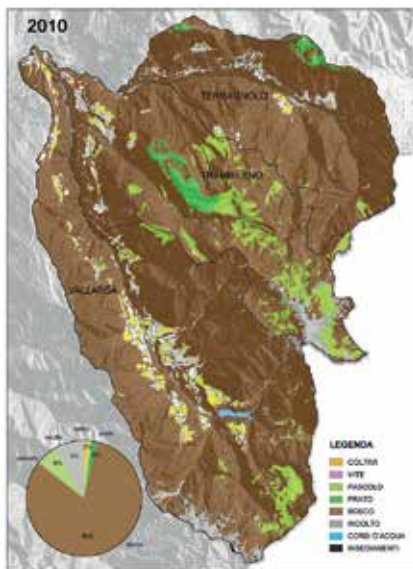 2010
TERRAGNOLO
TRAMBILENO
VALLARSA
LEGENDA
COLTIVI
VITE
PASCOLO
PRATO
BOSCO
INCOLTO
CORSI D'ACQUA
INSEDIAMENTI